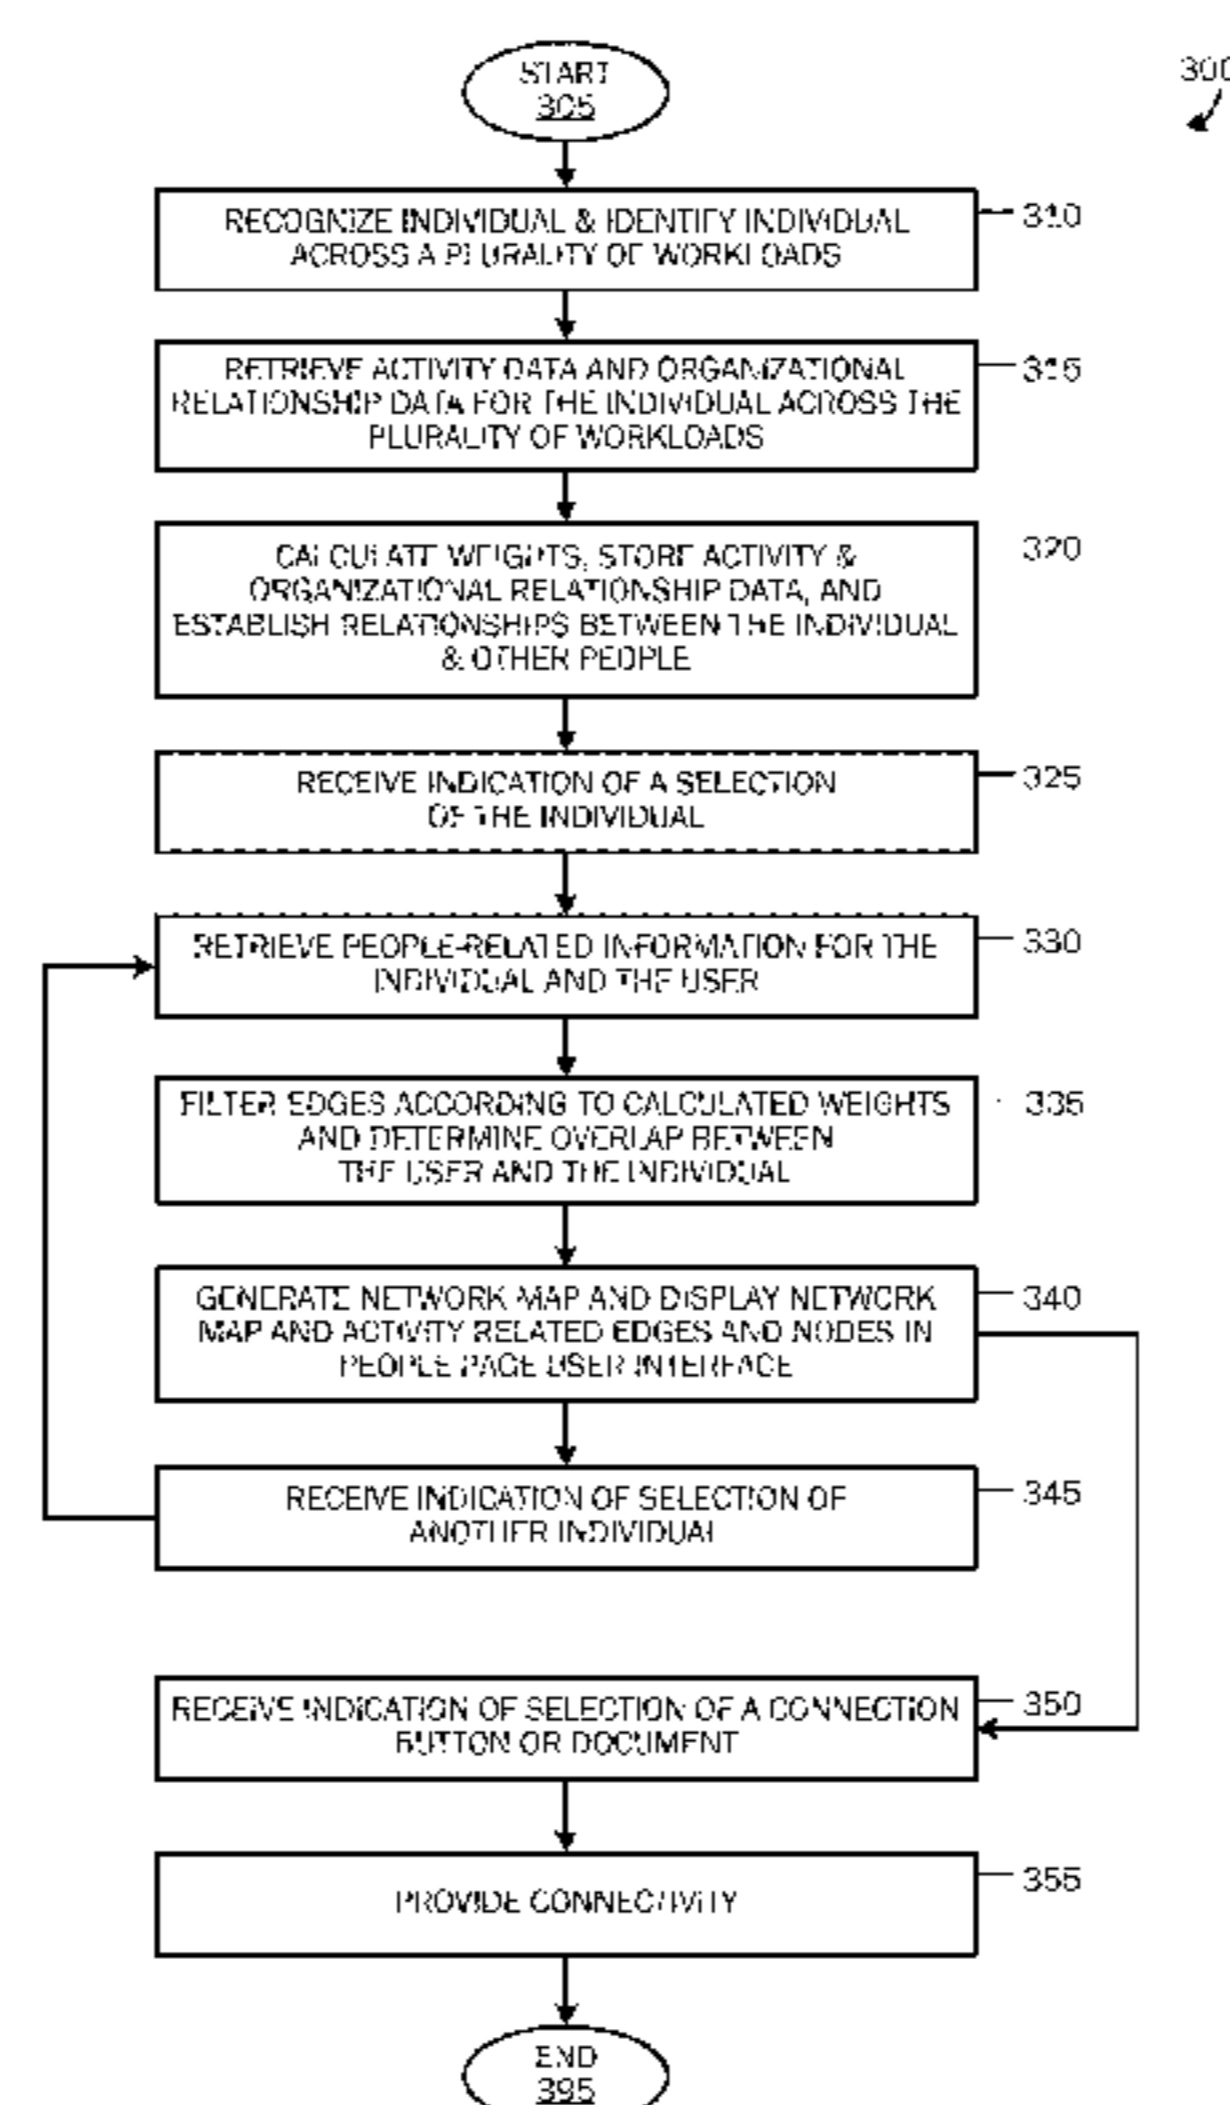 START
305
300
RECOGNIZE INDIVIDUAL & IDENTIFY INDIVIDUAL
ACROSS A PLURALITY OF WORKLOADS
310
RETRIEVE ACTIVITY DATA AND ORGANIZATIONAL
RELATIONSHIP DATA FOR THE INDIVIDUAL ACROSS THE
PLURALITY OF WORKLOADS
315
CALCULATE WEIGHTS, STORE ACTIVITY &
ORGANIZATIONAL RELATIONSHIP DATA, AND
ESTABLISH RELATIONSHIPS BETWEEN THE INDIVIDUAL
& OTHER PEOPLE
320
RECEIVE INDICATION OF A SELECTION
OF THE INDIVIDUAL
325
RETRIEVE PEOPLE-RELATED INFORMATION FOR THE
INDIVIDUAL AND THE USER
330
FILTER EDGES ACCORDING TO CALCULATED WEIGHTS
AND DETERMINE OVERLAP BETWEEN
THE USER AND THE INDIVIDUAL
335
GENERATE NETWORK MAP AND DISPLAY NETWORK
MAP AND ACTIVITY RELATED EDGES AND NODES IN
PEOPLE PAGE USER INTERFACE
340
RECEIVE INDICATION OF SELECTION OF
ANOTHER INDIVIDUAL
345
RECEIVE INDICATION OF SELECTION OF A CONNECTION
BUTTON OR DOCUMENT
350
PROVIDE CONNECTIVITY
355
END
395